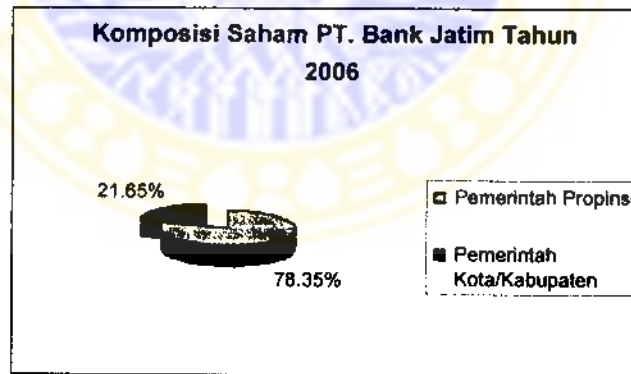 Komposisi Saham PT. Bank Jatim Tahun
2006
21.65%
78.35%
Pemerintah Propins
Pemerintah
Kota/Kabupaten